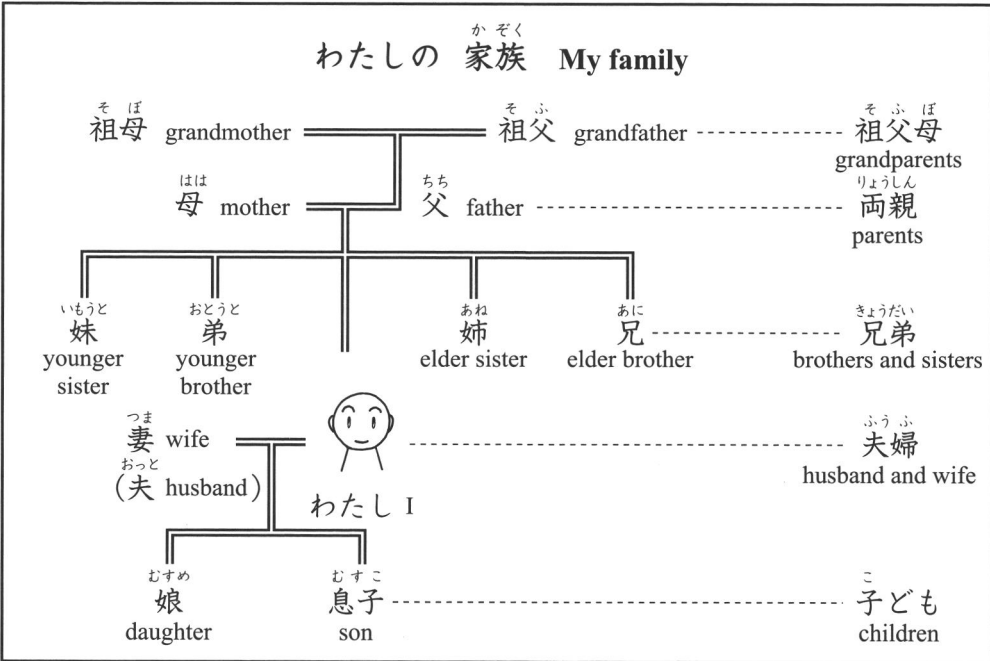 わたしの 家族 My family
かぞく
そぼ そふ そふぼ
祖母 grandmother 祖父 grandfather 祖父母
grandparents
はは ちち りょうしん
母 mother 父 father 両親
parents
いもうと おとうと あね あに きょうだい
妹 弟 姉 兄 兄弟
younger younger elder sister elder brother brothers and sisters
sister brother
つま ふうふ
妻 wife 夫婦
おっと husband and wife
(夫 husband)
わたし I
むすめ むすこ こ
娘 息子 子ども
daughter son children